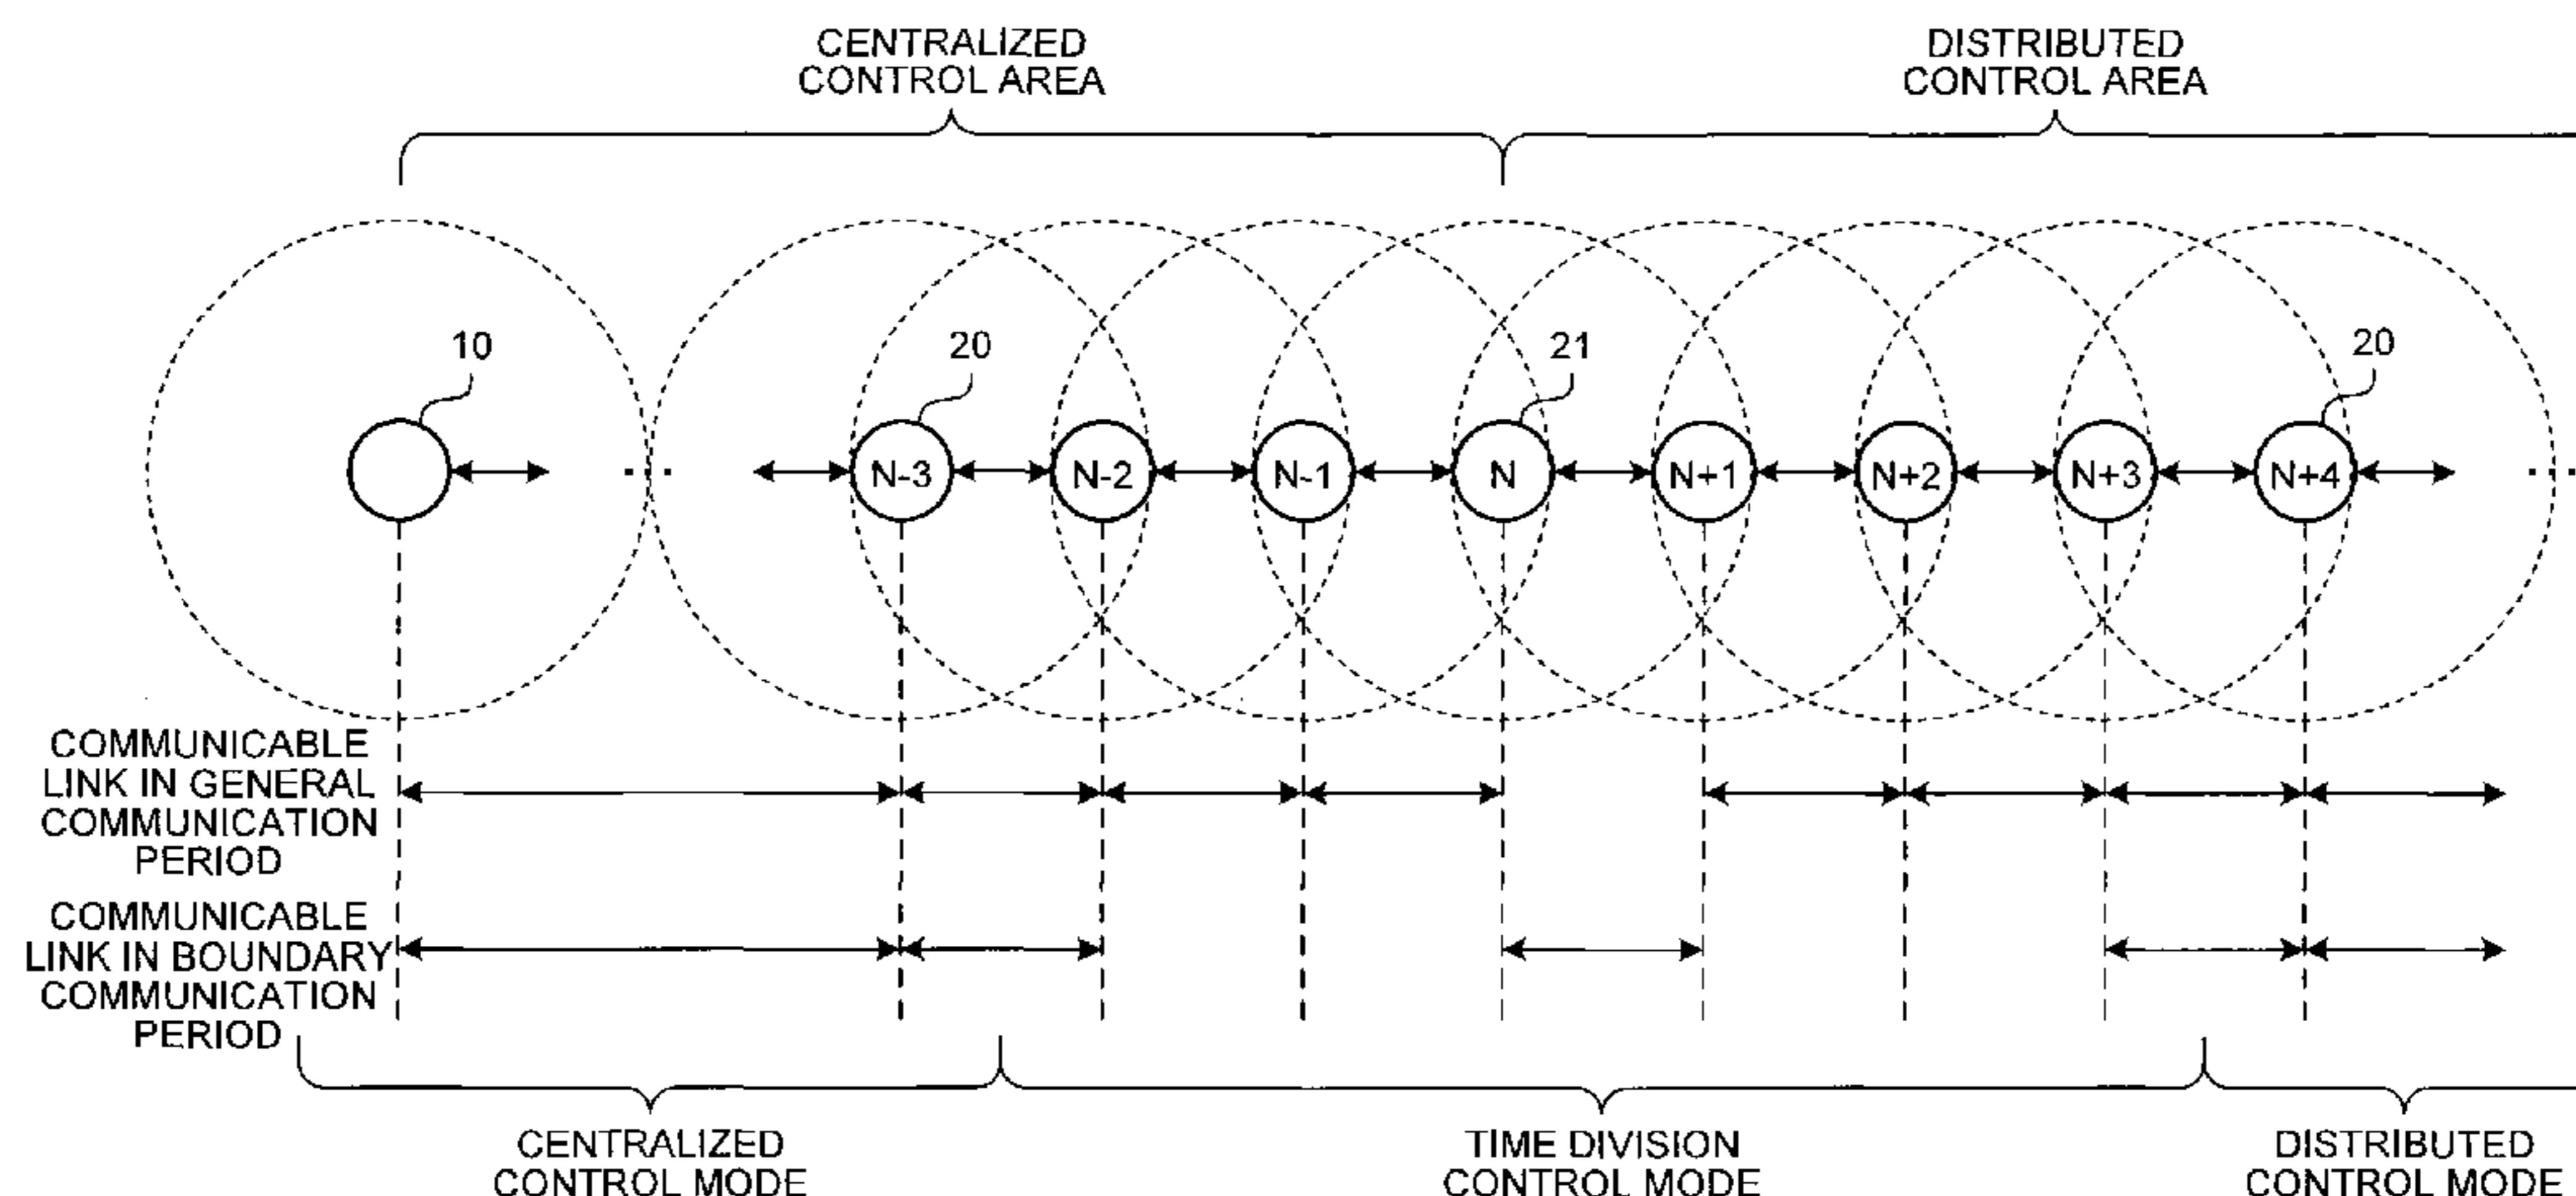 CENTRALIZED
CONTROL AREA
DISTRIBUTED
CONTROL AREA
10
20
21
20
...
N-3
N-2
N-1
N
N+1
N+2
N+3
N+4
...
COMMUNICABLE
LINK IN GENERAL
COMMUNICATION
PERIOD
COMMUNICABLE
LINK IN BOUNDARY
COMMUNICATION
PERIOD
CENTRALIZED
CONTROL MODE
TIME DIVISION
CONTROL MODE
DISTRIBUTED
CONTROL MODE